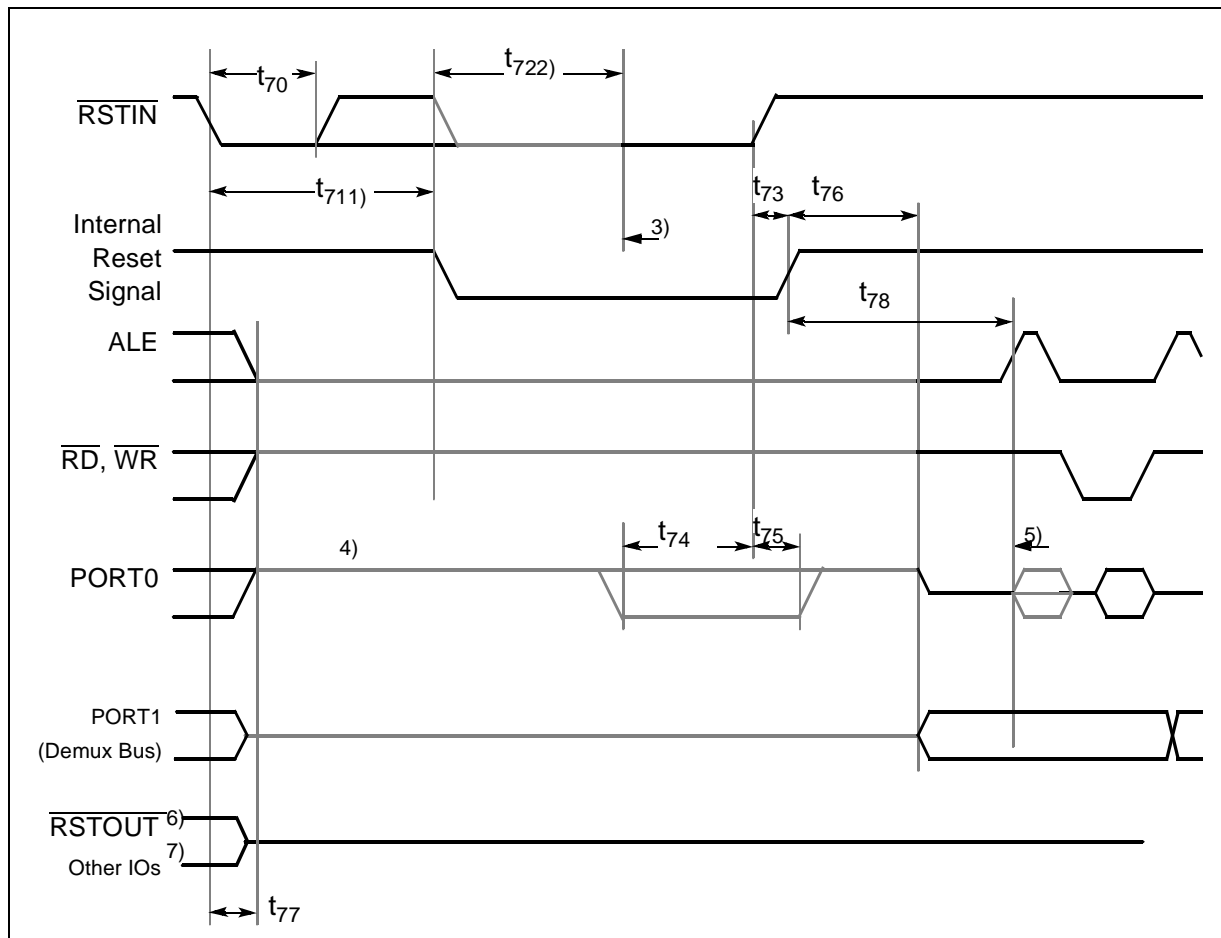 t70
t722)
RSTIN
t711)
t73
t76
Internal
Reset
Signal
3)
t78
ALE
RD, WR
4)
t74
t75
5)
PORT0
PORT1
(Demux Bus)
RSTOUT 6)
Other IOs 7)
t77